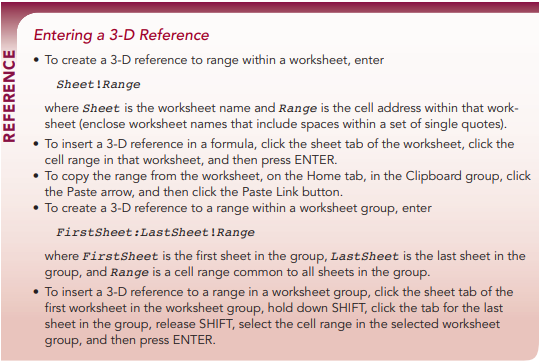 REFERENCE
Entering a 3-D Reference
• To create a 3-D reference to range within a worksheet, enter
Sheet!Range
where Sheet is the worksheet name and Range is the cell address within that work-
sheet (enclose worksheet names that include spaces within a set of single quotes).
• To insert a 3-D reference in a formula, click the sheet tab of the worksheet, click the
cell range in that worksheet, and then press ENTER.
• To copy the range from the worksheet, on the Home tab, in the Clipboard group, click
the Paste arrow, and then click the Paste Link button.
• To create a 3-D reference to a range within a worksheet group, enter
FirstSheet:LastSheet!Range
where FirstSheet is the first sheet in the group, LastSheet is the last sheet in the
group, and Range is a cell range common to all sheets in the group.
• To insert a 3-D reference to a range in a worksheet group, click the sheet tab of the
first worksheet in the worksheet group, hold down SHIFT, click the tab for the last
sheet in the group, release SHIFT, select the cell range in the selected worksheet
group, and then press ENTER.